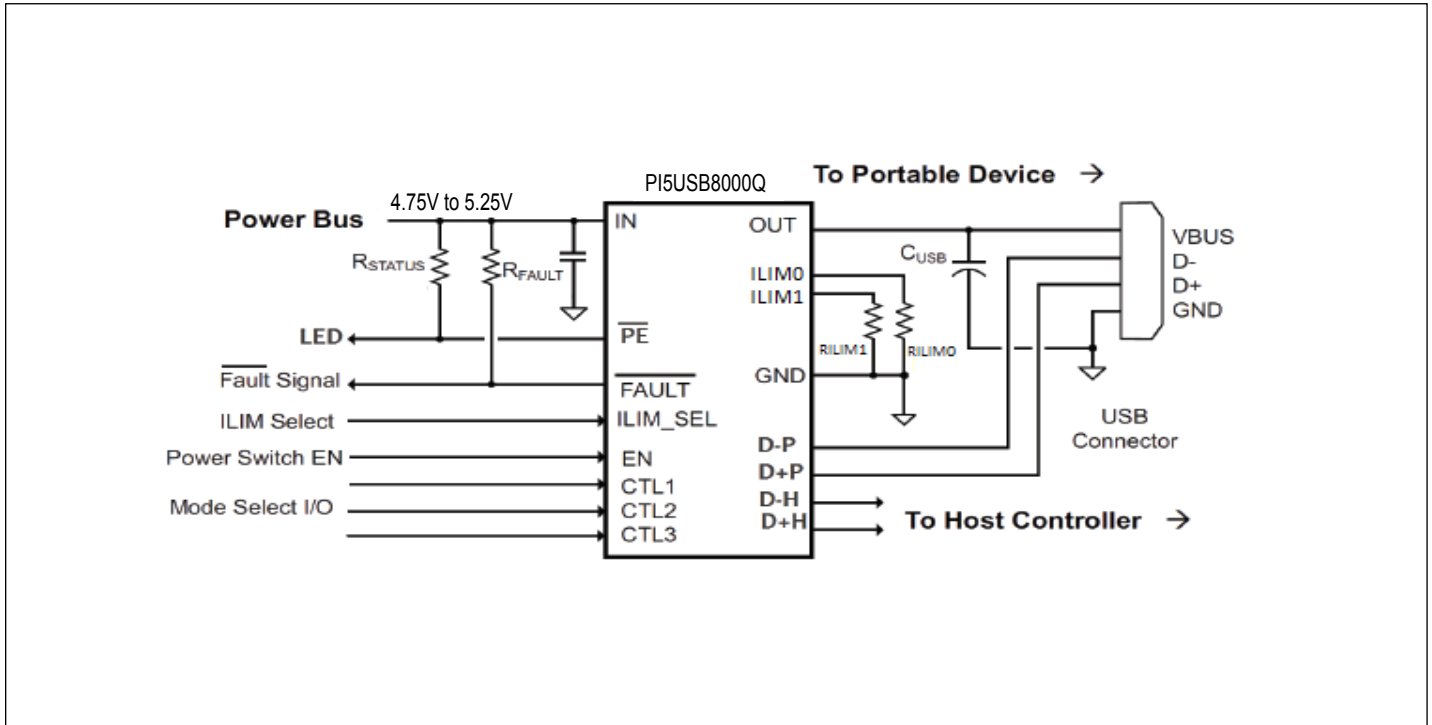 PI5USB8000Q
To Portable Device →
4.75V to 5.25V
Power Bus
IN
OUT
VBUS
D-
D+
GND
RSTATUS
RFAULT
CUSB
ILIM0
ILIM1
RILIM1
RILIM0
LED
PE
Fault Signal
FAULT
GND
ILIM Select
ILIM_SEL
USB
Connector
Power Switch EN
EN
D-P
D+P
Mode Select I/O
CTL1
CTL2
CTL3
D-H
D+H
To Host Controller →